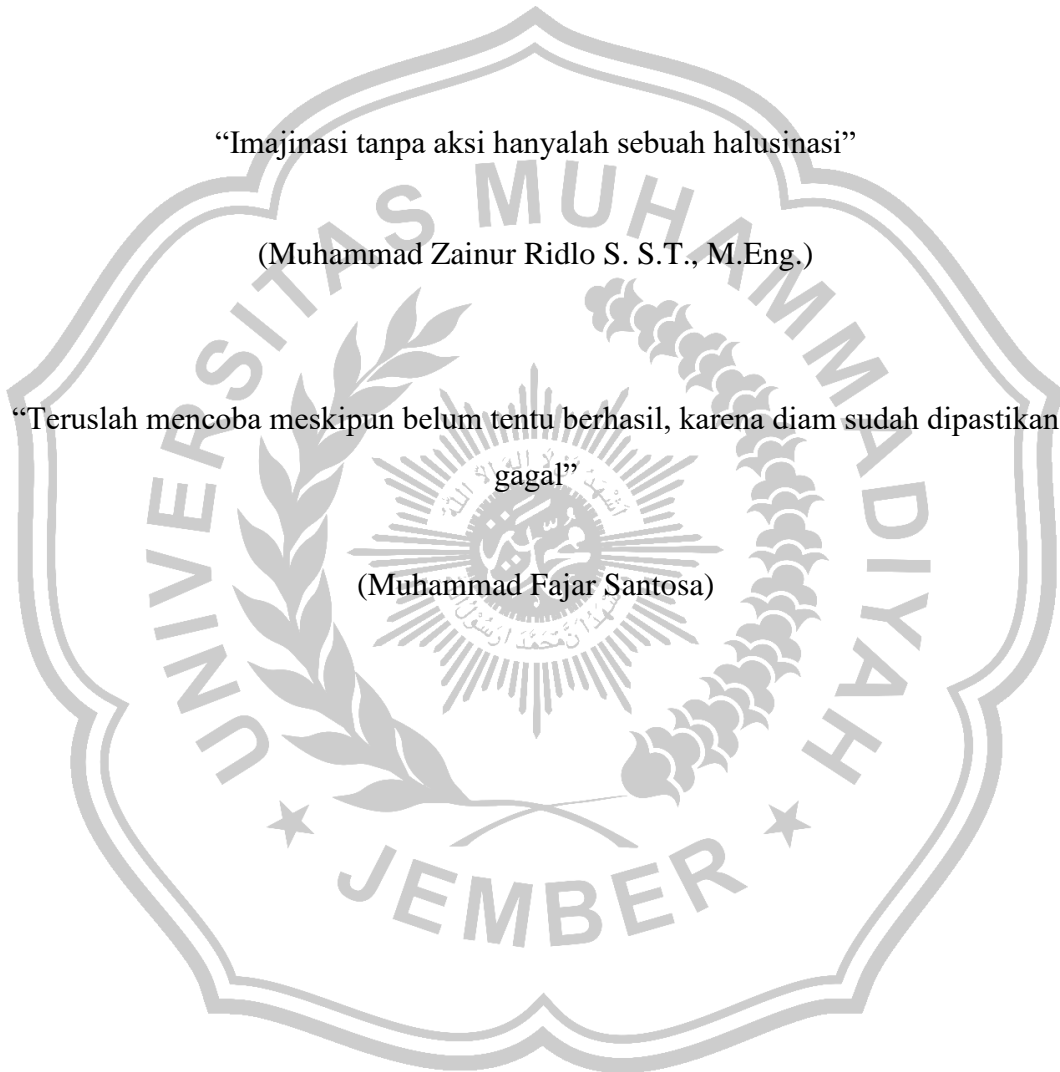 “Imajinasi tanpa aksi hanyalah sebuah halusinasi”
(Muhammad Zainur Ridlo S. S.T., M.Eng.)
“Teruslah mencoba meskipun belum tentu berhasil, karena diam sudah dipastikan
gagal”
(Muhammad Fajar Santosa)
UNIVERSITAS MUHAMMADIYAH
JEMBER